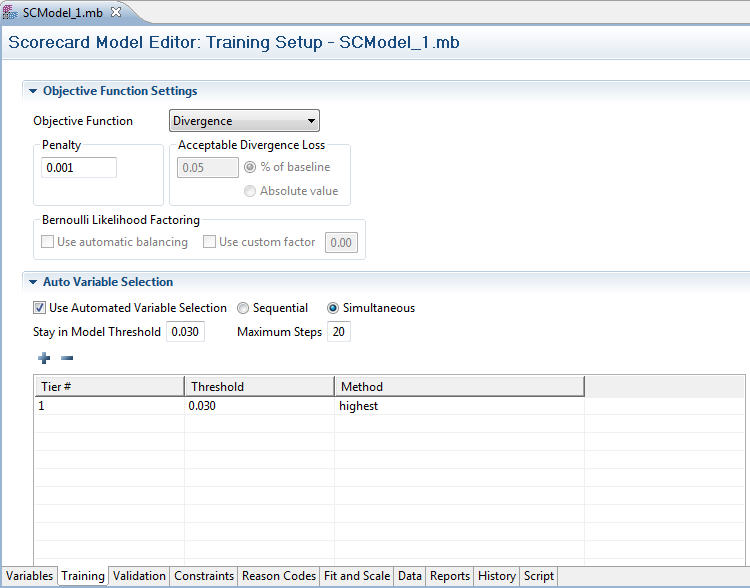 SCModel_1.mb
Scorecard Model Editor: Training Setup - SCModel_1.mb
Objective Function Settings
Objective Function Divergence
Penalty Acceptable Divergence Loss
0.001 0.05 % of baseline
Absolute value
Bernoulli Likelihood Factoring
Use automatic balancing Use custom factor 0.00
Auto Variable Selection
Use Automated Variable Selection Sequential Simultaneous
Stay in Model Threshold 0.030 Maximum Steps 20
Tier # Threshold Method
1 0.030 highest
Variables Training Validation Constraints Reason Codes Fit and Scale Data Reports History Script